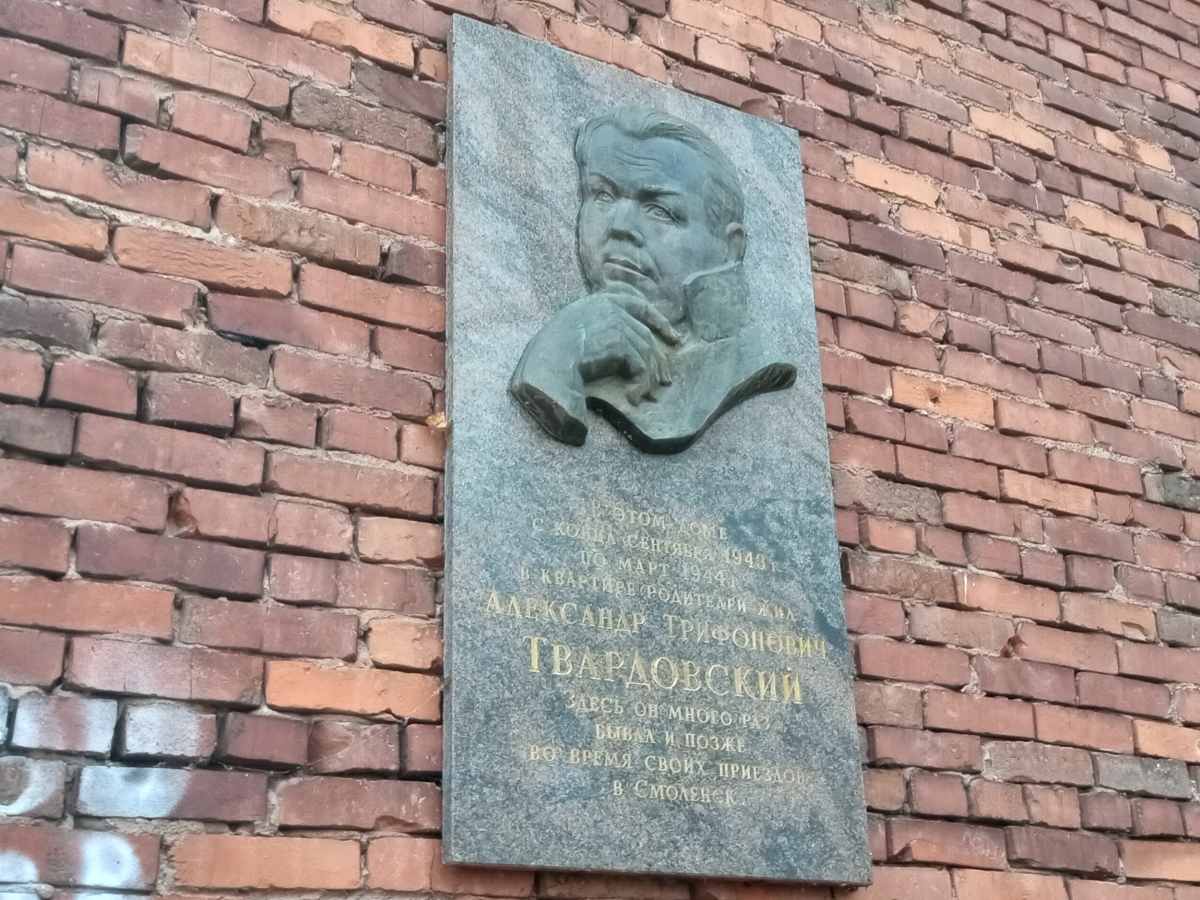 В ЭТОМ ДОМЕ
С КОНЦА СЕНТЯБРЯ 1943 Г.
ПО МАРТ 1944 Г.
В КВАРТИРЕ РОДИТЕЛЕЙ ЖИЛ
АЛЕКСАНДР ТРИФОНОВИЧ
ТВАРДОВСКИЙ
ЗДЕСЬ ОН МНОГО РАЗ
БЫВАЛ И ПОЗЖЕ
ВО ВРЕМЯ СВОИХ ПРИЕЗДОВ
В СМОЛЕНСК.